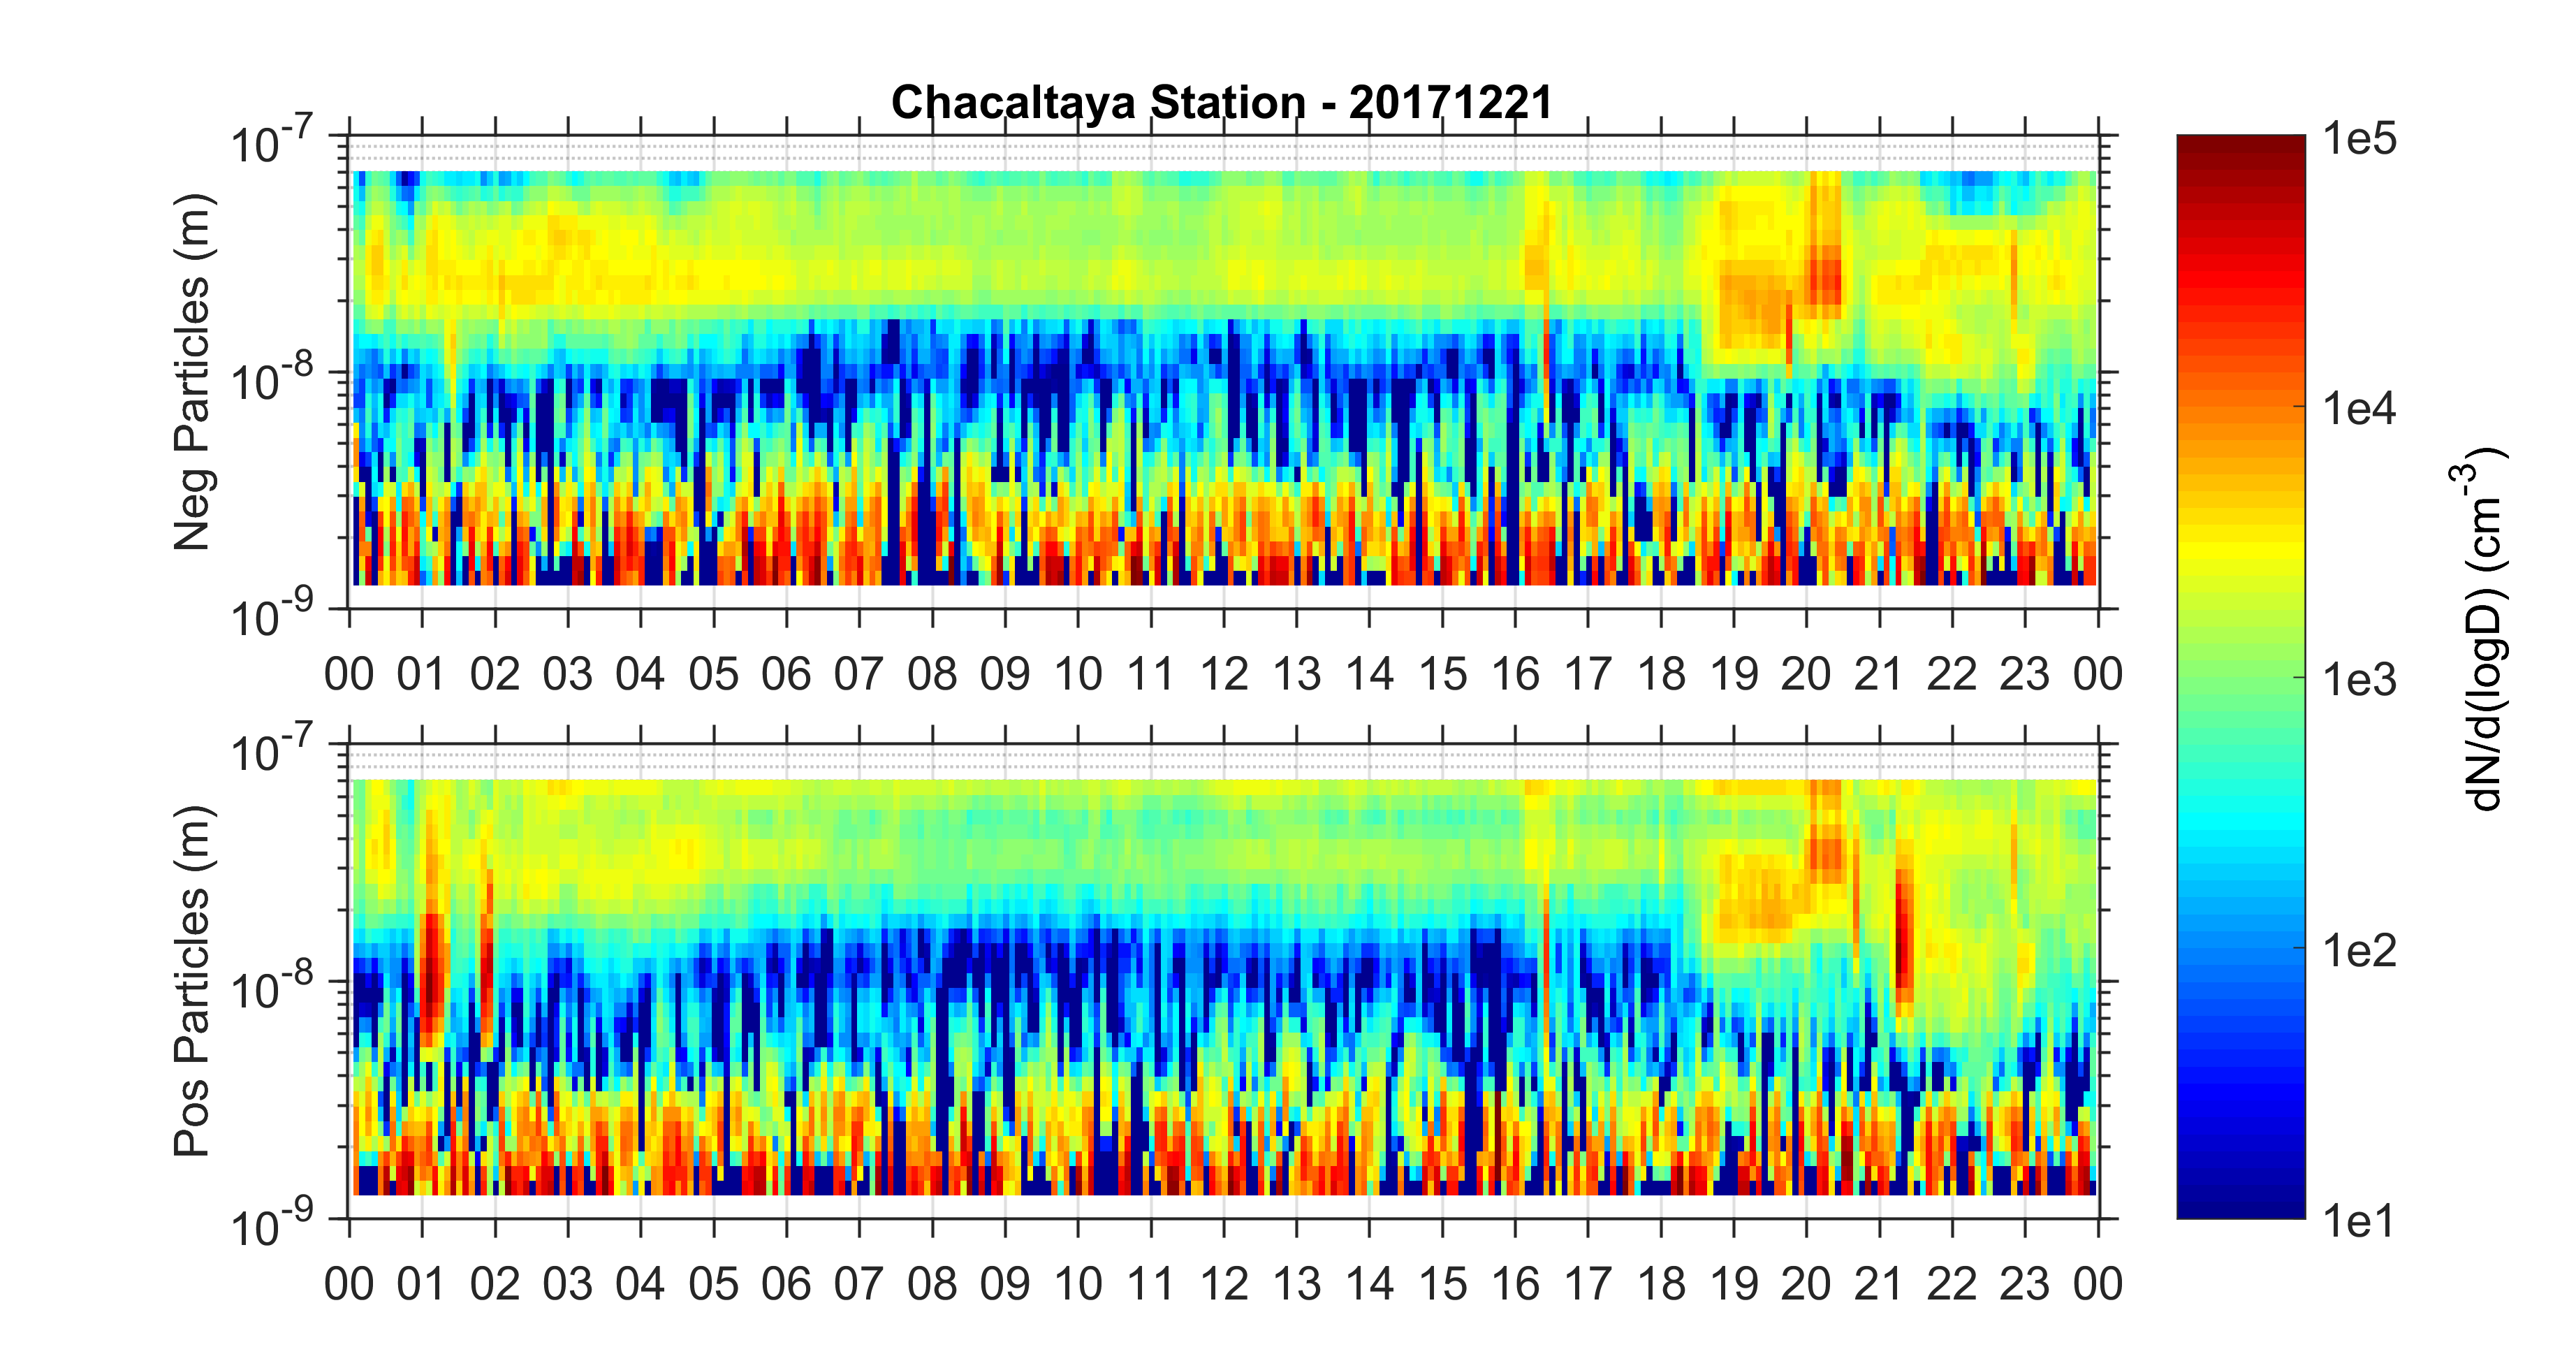 Chacaltaya Station - 20171221
Neg Particles (m)
10-7
10-8
10-9
00 01 02 03 04 05 06 07 08 09 10 11 12 13 14 15 16 17 18 19 20 21 22 23 00
Pos Particles (m)
10-7
10-8
10-9
00 01 02 03 04 05 06 07 08 09 10 11 12 13 14 15 16 17 18 19 20 21 22 23 00
1e5
1e4
1e3
1e2
1e1
dN/d(logD) (cm-3)